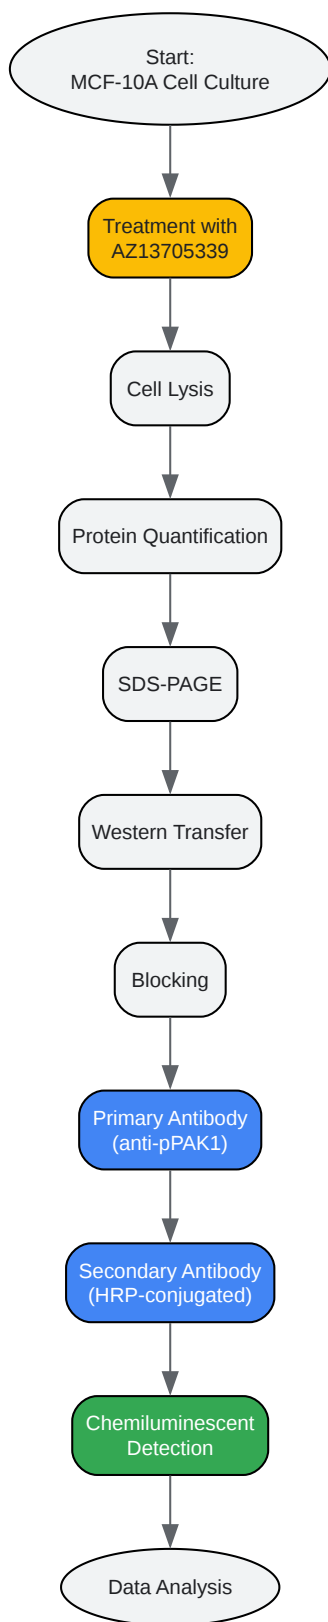 Start:
MCF-10A Cell Culture
Treatment with
AZ13705339
Cell Lysis
Protein Quantification
SDS-PAGE
Western Transfer
Blocking
Primary Antibody
(anti-pPAK1)
Secondary Antibody
(HRP-conjugated)
Chemiluminescent
Detection
Data Analysis